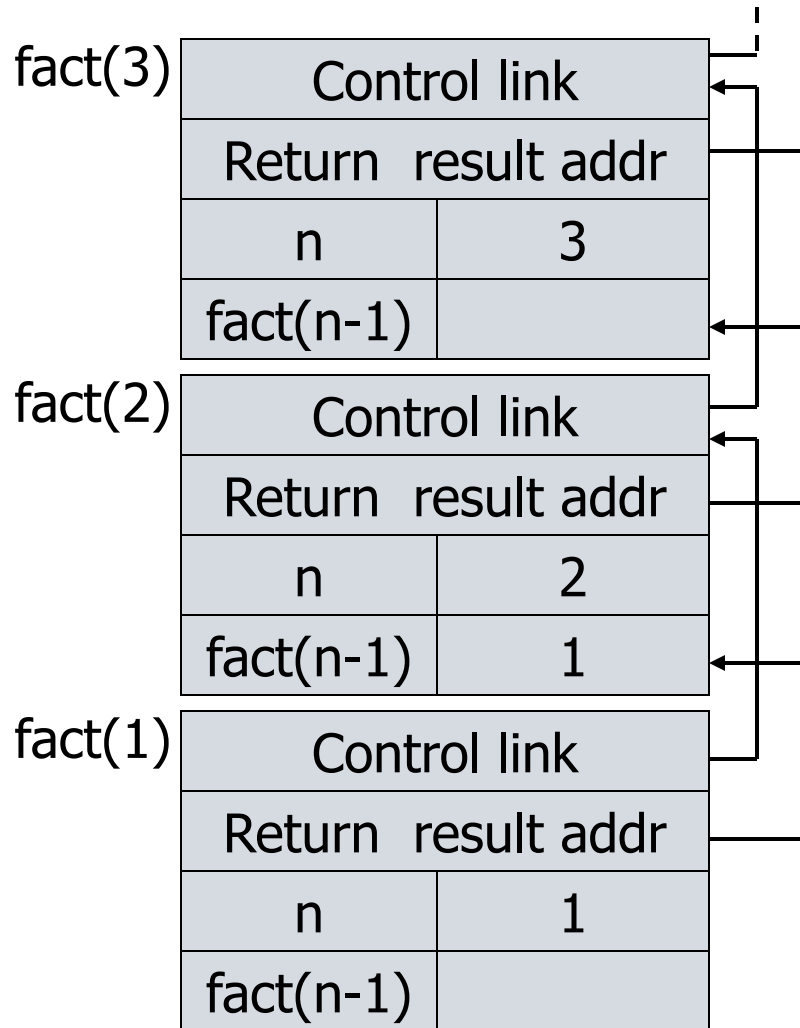 fact(3)
Control link
Return result addr
n 3
fact(n-1)
fact(2)
Control link
Return result addr
n 2
fact(n-1) 1
fact(1)
Control link
Return result addr
n 1
fact(n-1)